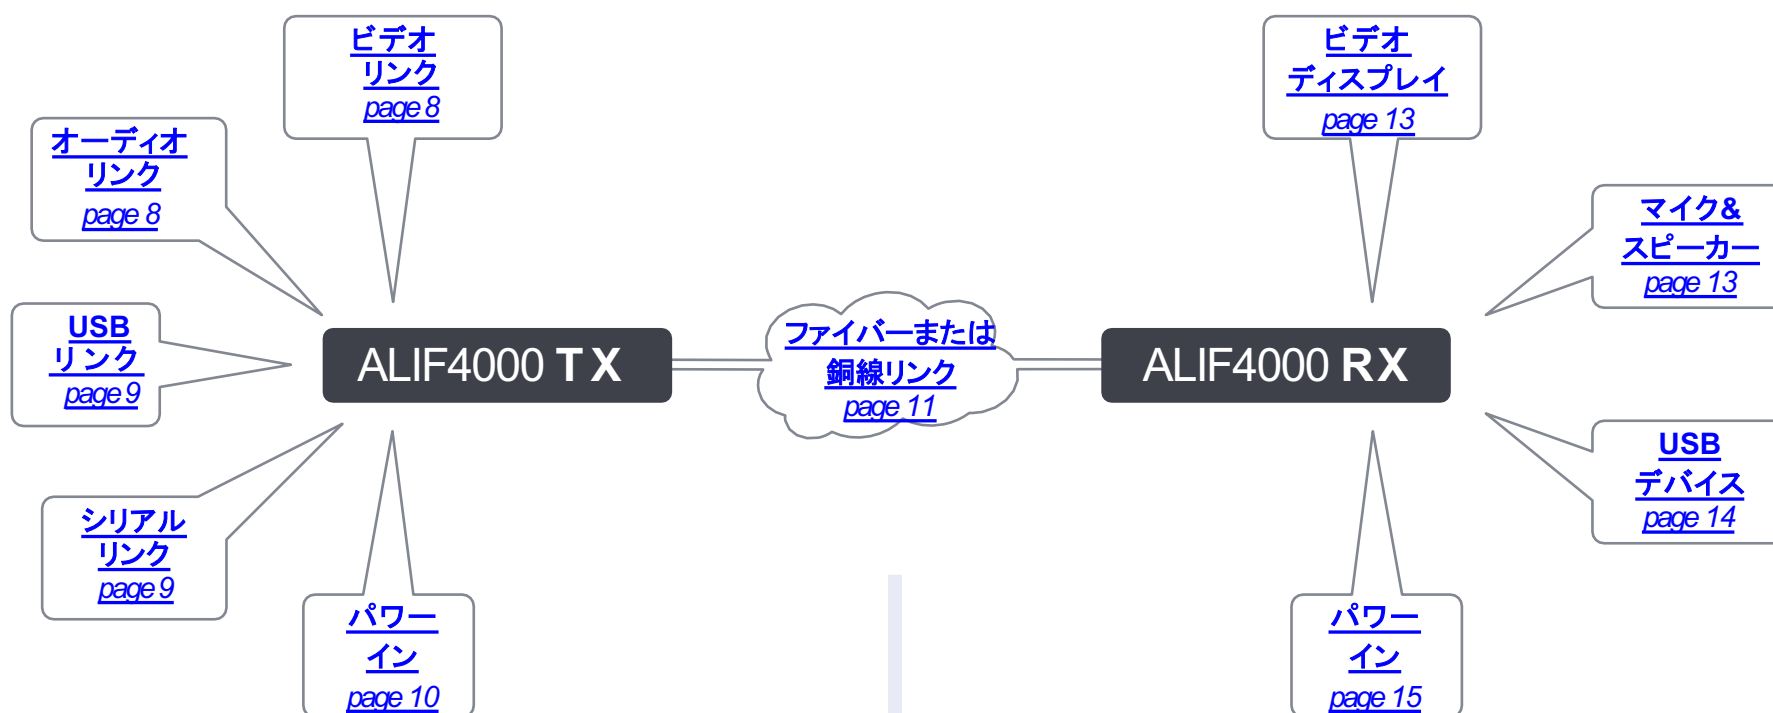 ビデオ
リンク
page 8
オーディオ
リンク
page 8
USB
リンク
page 9
シリアル
リンク
page 9
パワー
イン
page 10
ALIF4000 TX
ファイバーまたは
銅線リンク
page 11
ALIF4000 RX
ビデオ
ディスプレイ
page 13
マイク&
スピーカー
page 13
USB
デバイス
page 14
パワー
イン
page 15